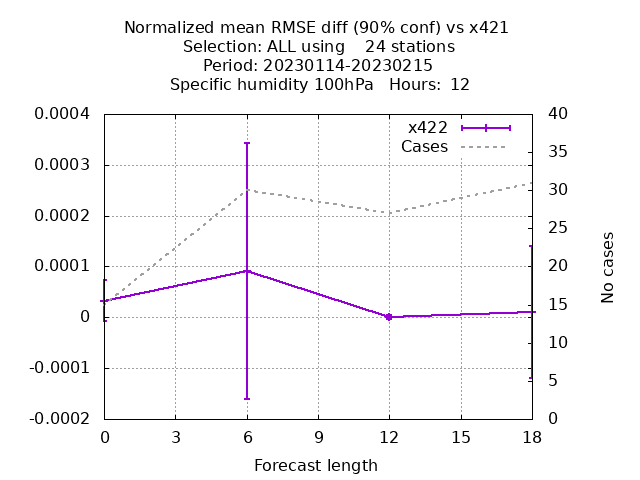 Normalized mean RMSE diff (90% conf) vs x421
Selection: ALL using    24 stations
Period: 20230114-20230215
Specific humidity 100hPa   Hours:  12
x422
Cases
0.0004
0.0003
0.0002
0.0001
0
-0.0001
-0.0002
40
35
30
25
20
15
10
5
0
No cases
0 3 6 9 12 15 18
Forecast length